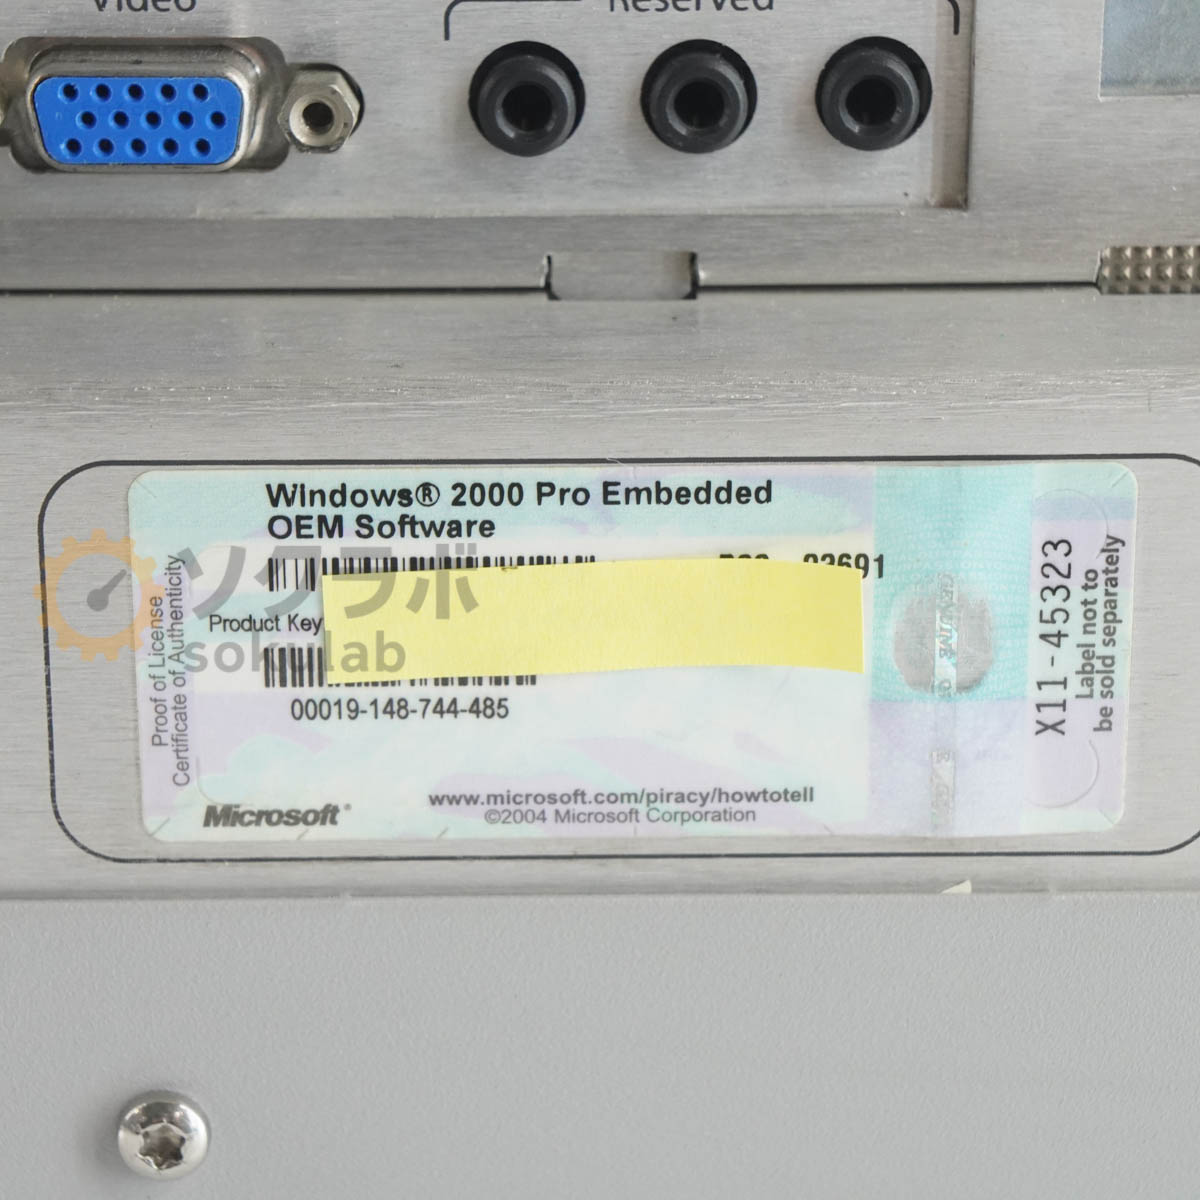 Video
Reserved
Windows® 2000 Pro Embedded
OEM Software
03691
Product Key
00019-148-744-485
Proof of License
Certificate of Authenticity
Microsoft®
www.microsoft.com/piracy/howtotell
©2004 Microsoft Corporation
GENUINE
X11-45323
Label not to
be sold separately
ソクラボ
sokulab